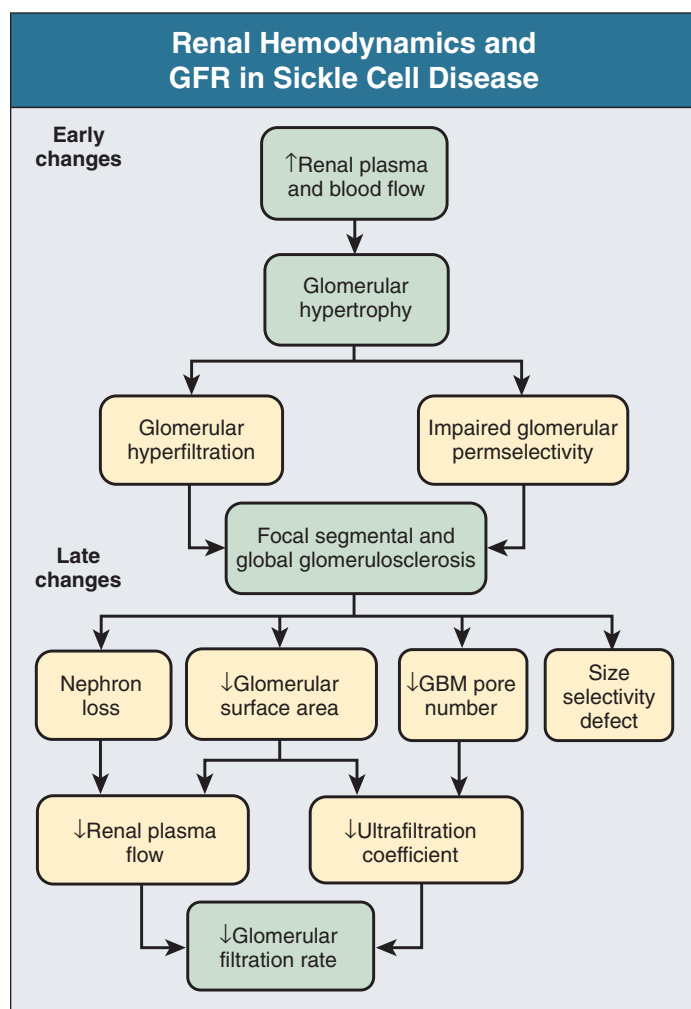 Renal Hemodynamics and
GFR in Sickle Cell Disease
Early
changes
↑Renal plasma
and blood flow
Glomerular
hypertrophy
Glomerular
hyperfiltration
Impaired glomerular
permselectivity
Focal segmental and
global glomerulosclerosis
Late
changes
Nephron
loss
↓Glomerular
surface area
↓GBM pore
number
Size
selectivity
defect
↓Renal plasma
flow
↓Ultrafiltration
coefficient
↓Glomerular
filtration rate